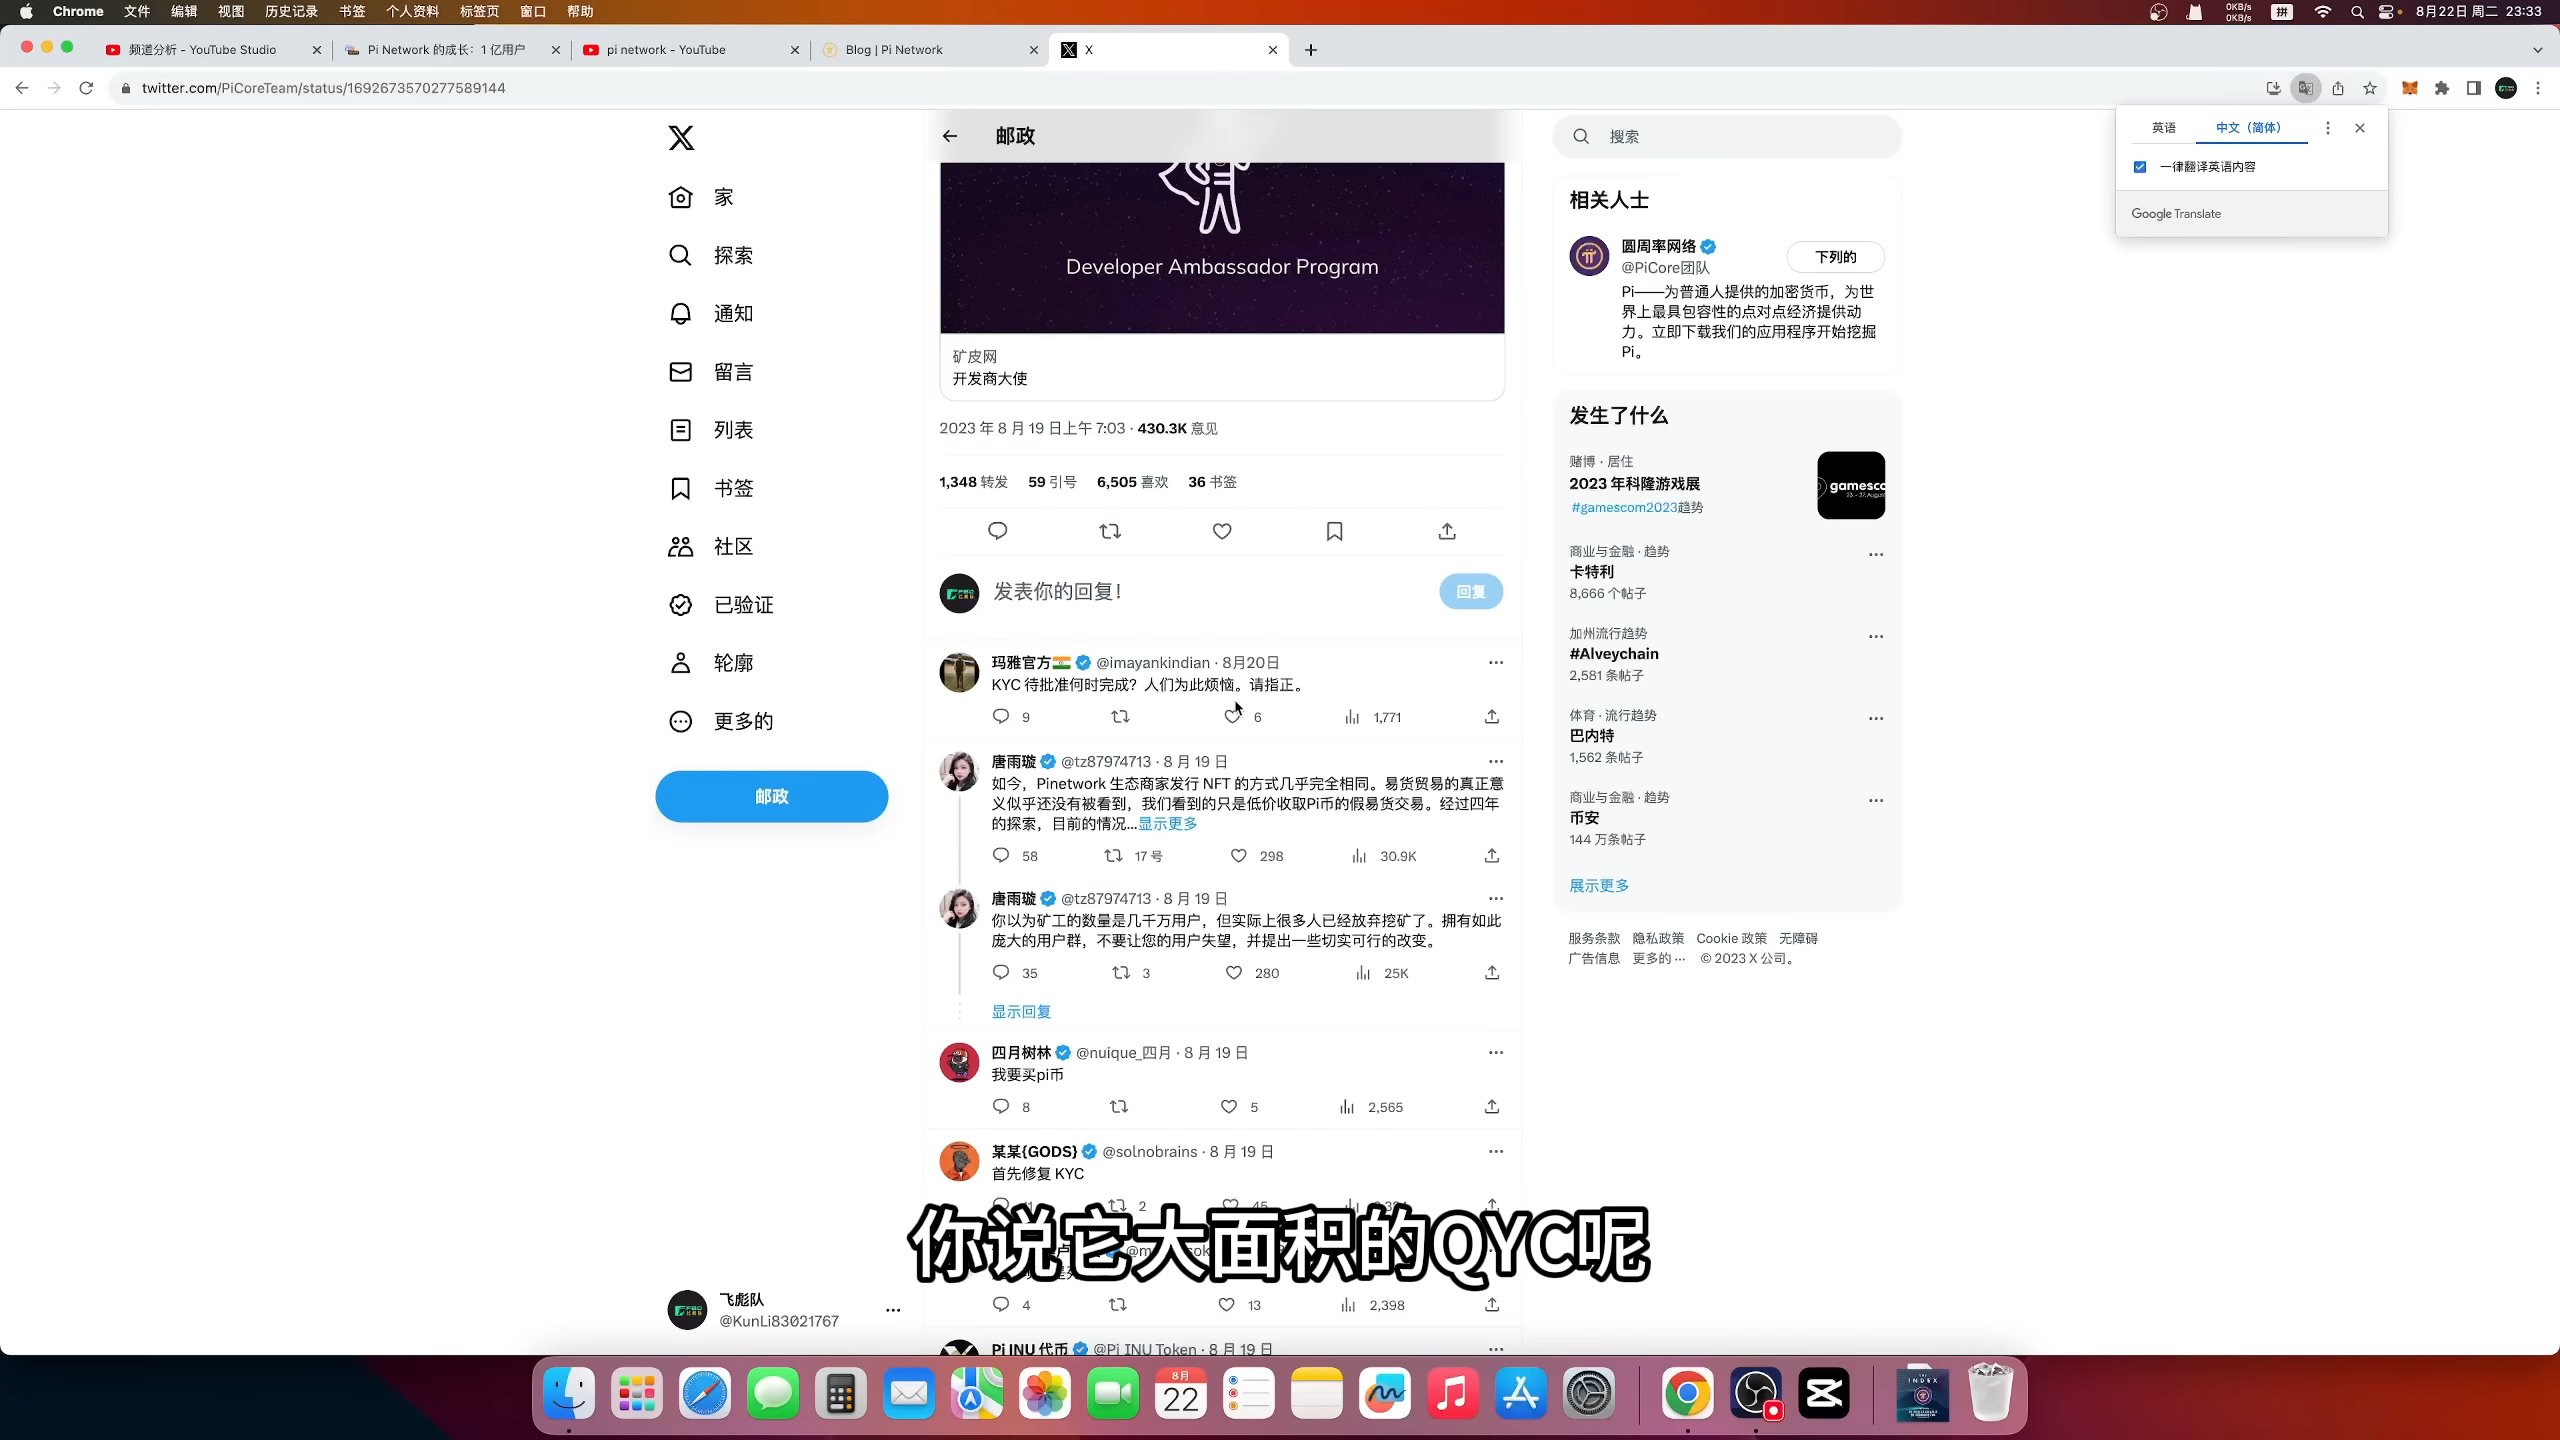 Chrome 文件 编辑 视图 历史记录 书签 个人资料 标签页 窗口 帮助
0KB/s
0KB/s
拼
8月22日 周二 23:33
频道分析 - YouTube Studio
Pi Network 的成长：1 亿用户
pi network - YouTube
Blog | Pi Network
X
twitter.com/PiCoreTeam/status/1692673570277589144
英语 中文（简体）
一律翻译英语内容
Google Translate
家
探索
通知
留言
列表
书签
社区
已验证
轮廓
更多的
邮政
飞彪队
@KunLi83021767
邮政
Developer Ambassador Program
矿皮网
开发商大使
2023 年 8 月 19 日上午 7:03 · 430.3K 意见
1,348 转发 59 引号 6,505 喜欢 36 书签
发表你的回复！
回复
玛雅官方 @imayankindian · 8月20日
KYC 待批准何时完成？人们为此烦恼。请指正。
9 6 1,771
唐雨璇 @tz87974713 · 8 月 19 日
如今，Pinetwork 生态商家发行 NFT 的方式几乎完全相同。易货贸易的真正意
义似乎还没有被看到，我们看到的只是低价收取Pi币的假易货交易。经过四年
的探索，目前的情况...显示更多
58 17 号 298 30.9K
唐雨璇 @tz87974713 · 8 月 19 日
你以为矿工的数量是几千万用户，但实际上很多人已经放弃挖矿了。拥有如此
庞大的用户群，不要让您的用户失望，并提出一些切实可行的改变。
35 3 280 25K
显示回复
四月树林 @nuique_四月 · 8 月 19 日
我要买pi币
8 5 2,565
某某{GODS} @solnobrains · 8 月 19 日
首先修复 KYC
2 45
你说它大面积的QYC呢
4 13 2,398
Pi INU 代币 @Pi_INU_Token · 8 月 19 日
搜索
相关人士
圆周率网络
@PiCore团队
下列的
Pi——为普通人提供的加密货币，为世
界上最具包容性的点对点经济提供动
力。立即下载我们的应用程序开始挖掘
Pi。
发生了什么
赌博 · 居住
2023 年科隆游戏展
#gamescom2023趋势
gamesco
商业与金融 · 趋势
卡特利
8,666 个帖子
加州流行趋势
#Alveychain
2,581 条帖子
体育 · 流行趋势
巴内特
1,562 条帖子
商业与金融 · 趋势
币安
144 万条帖子
展示更多
服务条款 隐私政策 Cookie 政策 无障碍
广告信息 更多的 ··· © 2023 X 公司。
8月
22